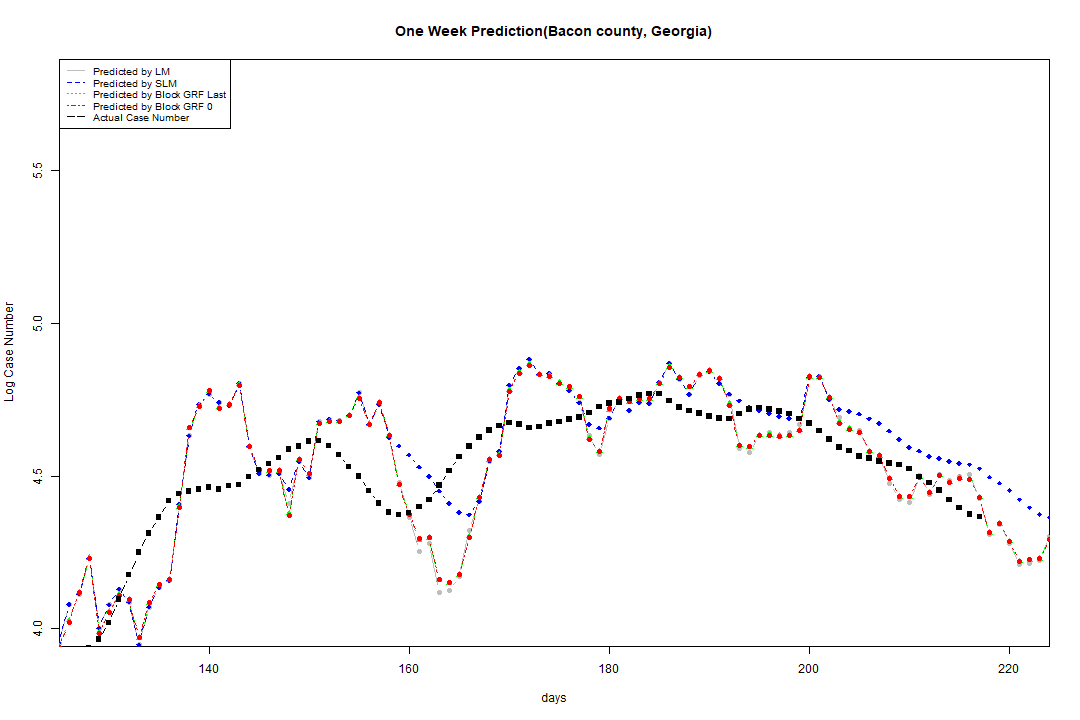 One Week Prediction(Bacon county, Georgia)
Predicted by LM
Predicted by SLM
Predicted by Block GRF Last
Predicted by Block GRF 0
Actual Case Number
5.5
5.0
4.5
4.0
Log Case Number
140 160 180 200 220
days